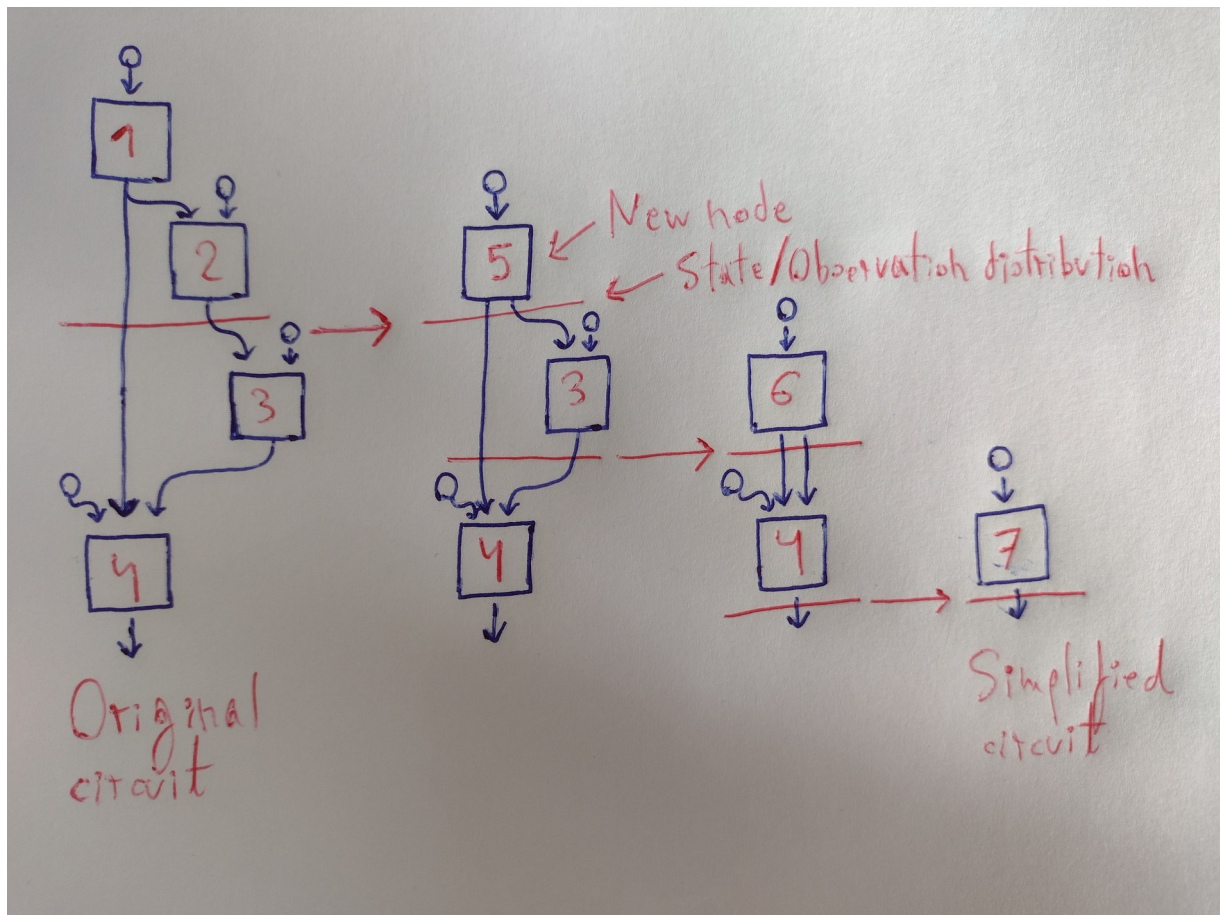 1
2
3
4
Original
circuit
5
New node
State/Observation distribution
3
4
6
4
7
Simplified
circuit